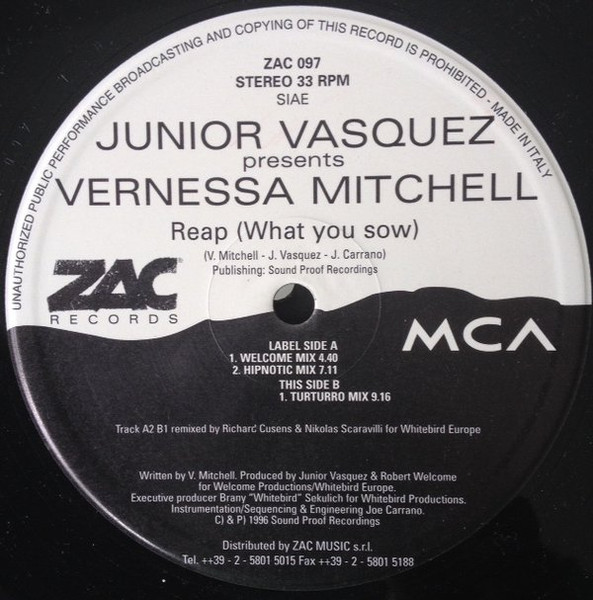 UNAUTHORIZED PUBLIC PERFORMANCE BROADCASTING AND COPYING OF THIS RECORD IS PROHIBITED - MADE IN ITALY
ZAC 097
STEREO 33 RPM
SIAE
JUNIOR VASQUEZ
presents
VERNESSA MITCHELL
Reap (What you sow)
(V. Mitchell - J. Vasquez - J. Carrano)
Publishing: Sound Proof Recordings
ZAC
RECORDS
MCA
LABEL SIDE A
1. WELCOME MIX 4.40
2. HIPNOTIC MIX 7.11
THIS SIDE B
1. TURTURRO MIX 9.16
Track A2 B1 remixed by Richard Cusens & Nikolas Scaravilli for Whitebird Europe
Written by V. Mitchell. Produced by Junior Vasquez & Robert Welcome
for Welcome Productions/Whitebird Europe.
Executive producer Brany "Whitebird" Sekulich for Whitebird Productions.
Instrumentation/Sequencing & Engineering Joe Carrano.
C) & P) 1996 Sound Proof Recordings
Distributed by ZAC MUSIC s.r.l.
Tel. ++39 - 2 - 5801 5015 Fax ++39 - 2 - 5801 5188